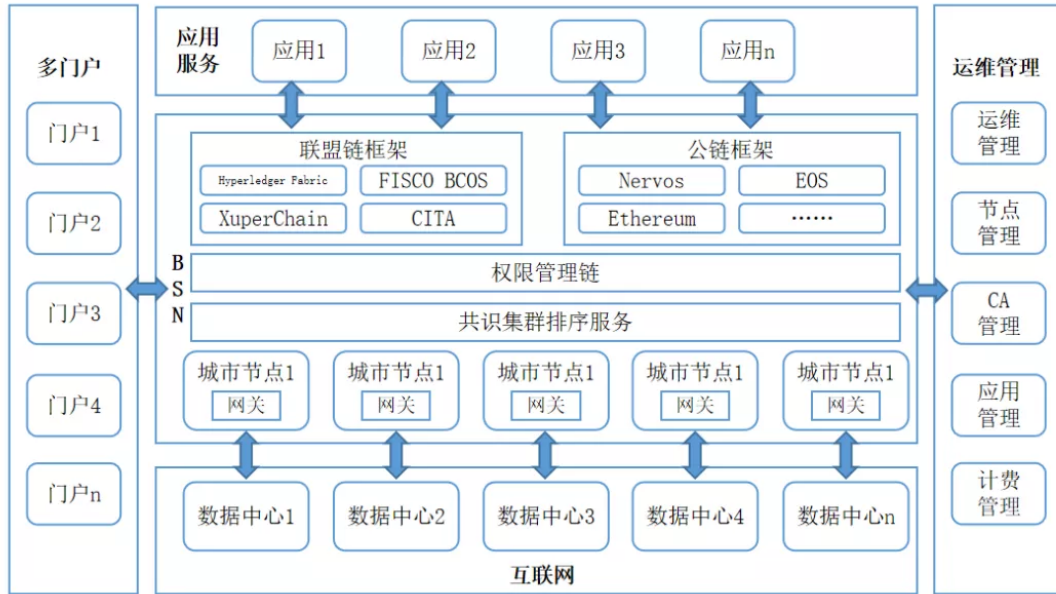 多门户
门户1
门户2
门户3
门户4
门户n
应用
服务
应用1
应用2
应用3
应用n
联盟链框架
Hyperledger Fabric
FISCO BCOS
XuperChain
CITA
公链框架
Nervos
EOS
Ethereum
……
B
S
N
权限管理链
共识集群排序服务
城市节点1
网关
城市节点1
网关
城市节点1
网关
城市节点1
网关
城市节点1
网关
数据中心1
数据中心2
数据中心3
数据中心4
数据中心n
互联网
运维管理
运维
管理
节点
管理
CA
管理
应用
管理
计费
管理